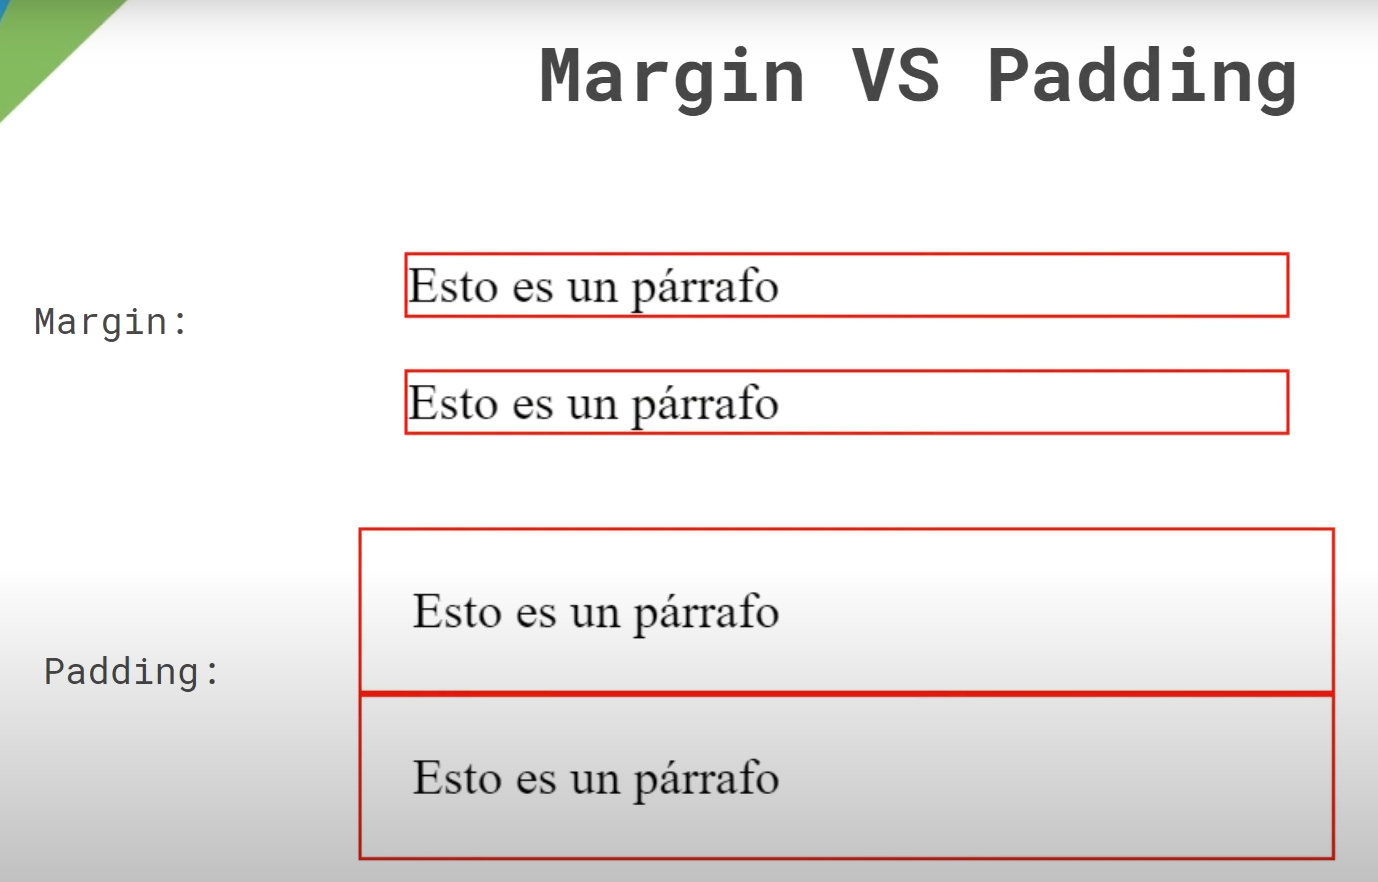 Margin VS Padding
Margin:
Esto es un párrafo
Esto es un párrafo
Padding:
Esto es un párrafo
Esto es un párrafo